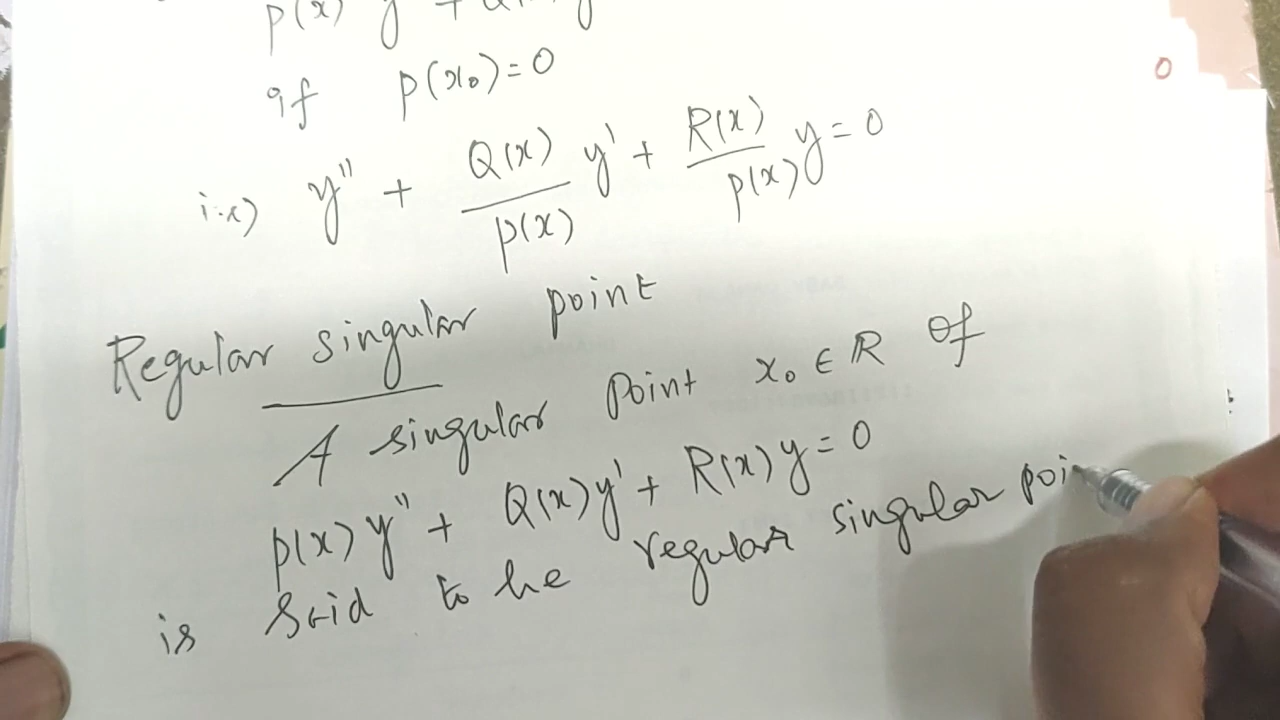 p(x) y + Q
if p(x₀)=0
i.e) y'' + Q(x)/p(x) y' + R(x)/p(x) y = 0
0
Regular singular point
A singular point x₀ ∈ ℝ of
p(x) y'' + Q(x) y' + R(x) y = 0
is said to be regular singular poi